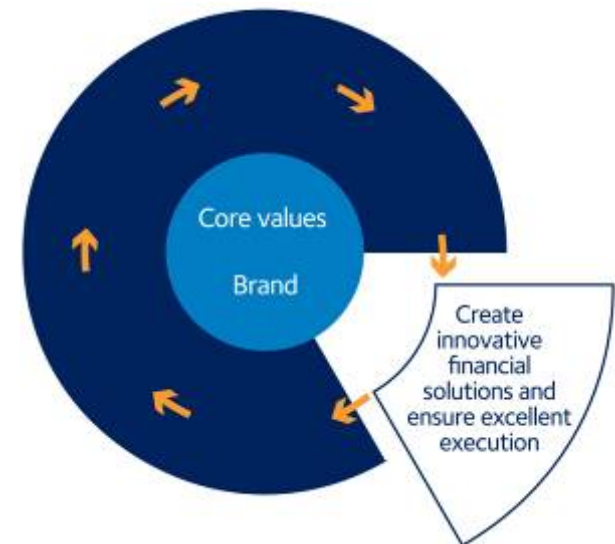 Core values
Brand
Create
innovative
financial
solutions and
ensure excellent
execution